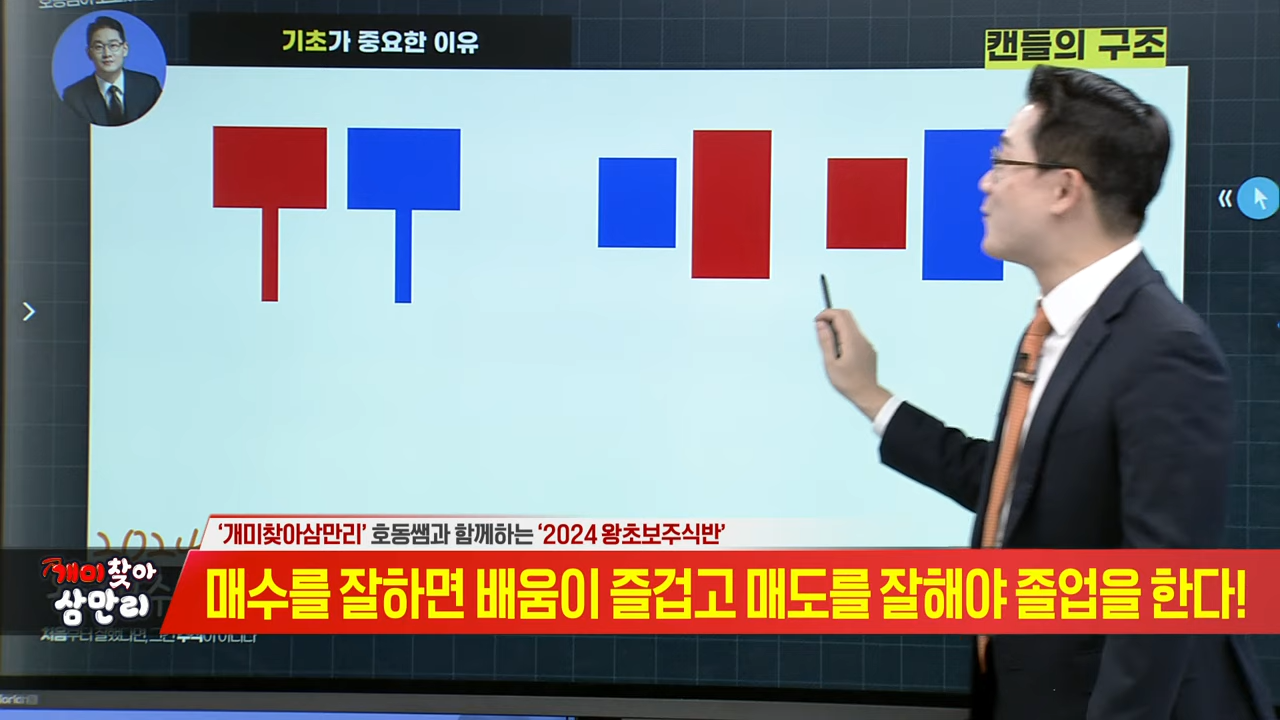 기초가 중요한 이유
캔들의 구조
2024
'개미찾아삼만리' 호동쌤과 함께하는 '2024 왕초보주식반'
개미찾아
삼만리
매수를 잘하면 배움이 즐겁고 매도를 잘해야 졸업을 한다!